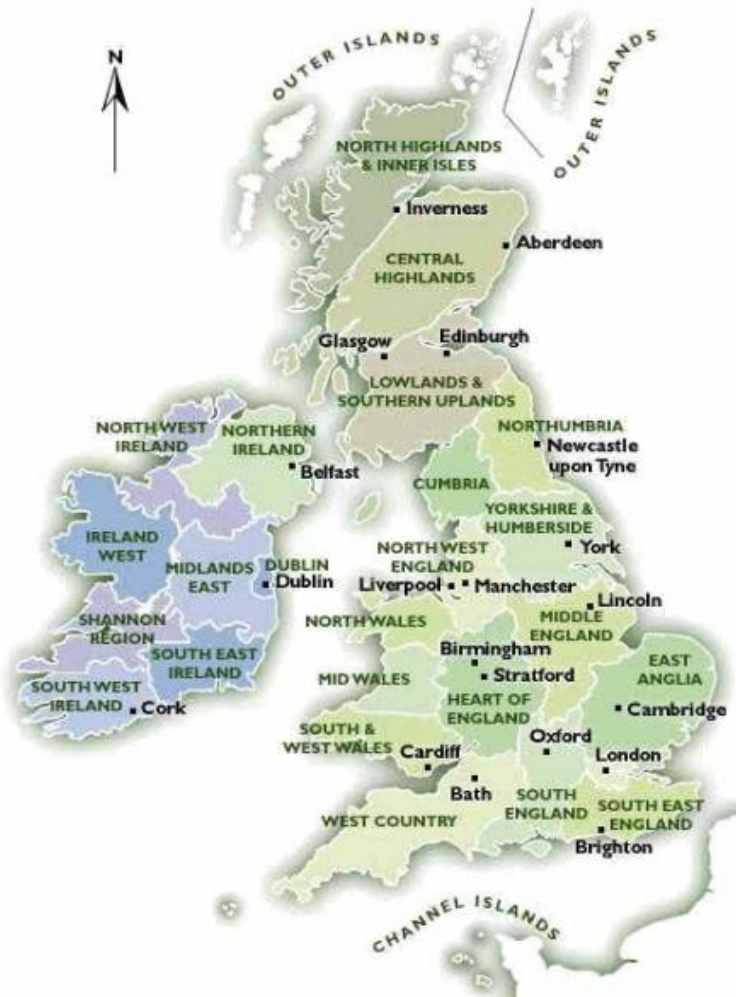 OUTER ISLANDS
OUTER ISLANDS
N
NORTH HIGHLANDS
& INNER ISLES
Inverness
Aberdeen
CENTRAL
HIGHLANDS
Glasgow
Edinburgh
LOWLANDS &
SOUTHERN UPLANDS
NORTH WEST
IRELAND
NORTHERN
IRELAND
Belfast
NORTHUMBRIA
Newcastle
upon Tyne
CUMBRIA
YORKSHIRE &
HUMBERSIDE
York
IRELAND
WEST
MIDLANDS
EAST
DUBLIN
Dublin
NORTH WEST
ENGLAND
Liverpool
Manchester
Lincoln
SHANNON
REGION
NORTH WALES
MIDDLE
ENGLAND
SOUTH EAST
IRELAND
Birmingham
Stratford
EAST
ANGLIA
SOUTH WEST
IRELAND
Cork
MID WALES
HEART OF
ENGLAND
Cambridge
SOUTH &
WEST WALES
Cardiff
Oxford
London
Bath
WEST COUNTRY
SOUTH
ENGLAND
SOUTH EAST
ENGLAND
Brighton
CHANNEL ISLANDS